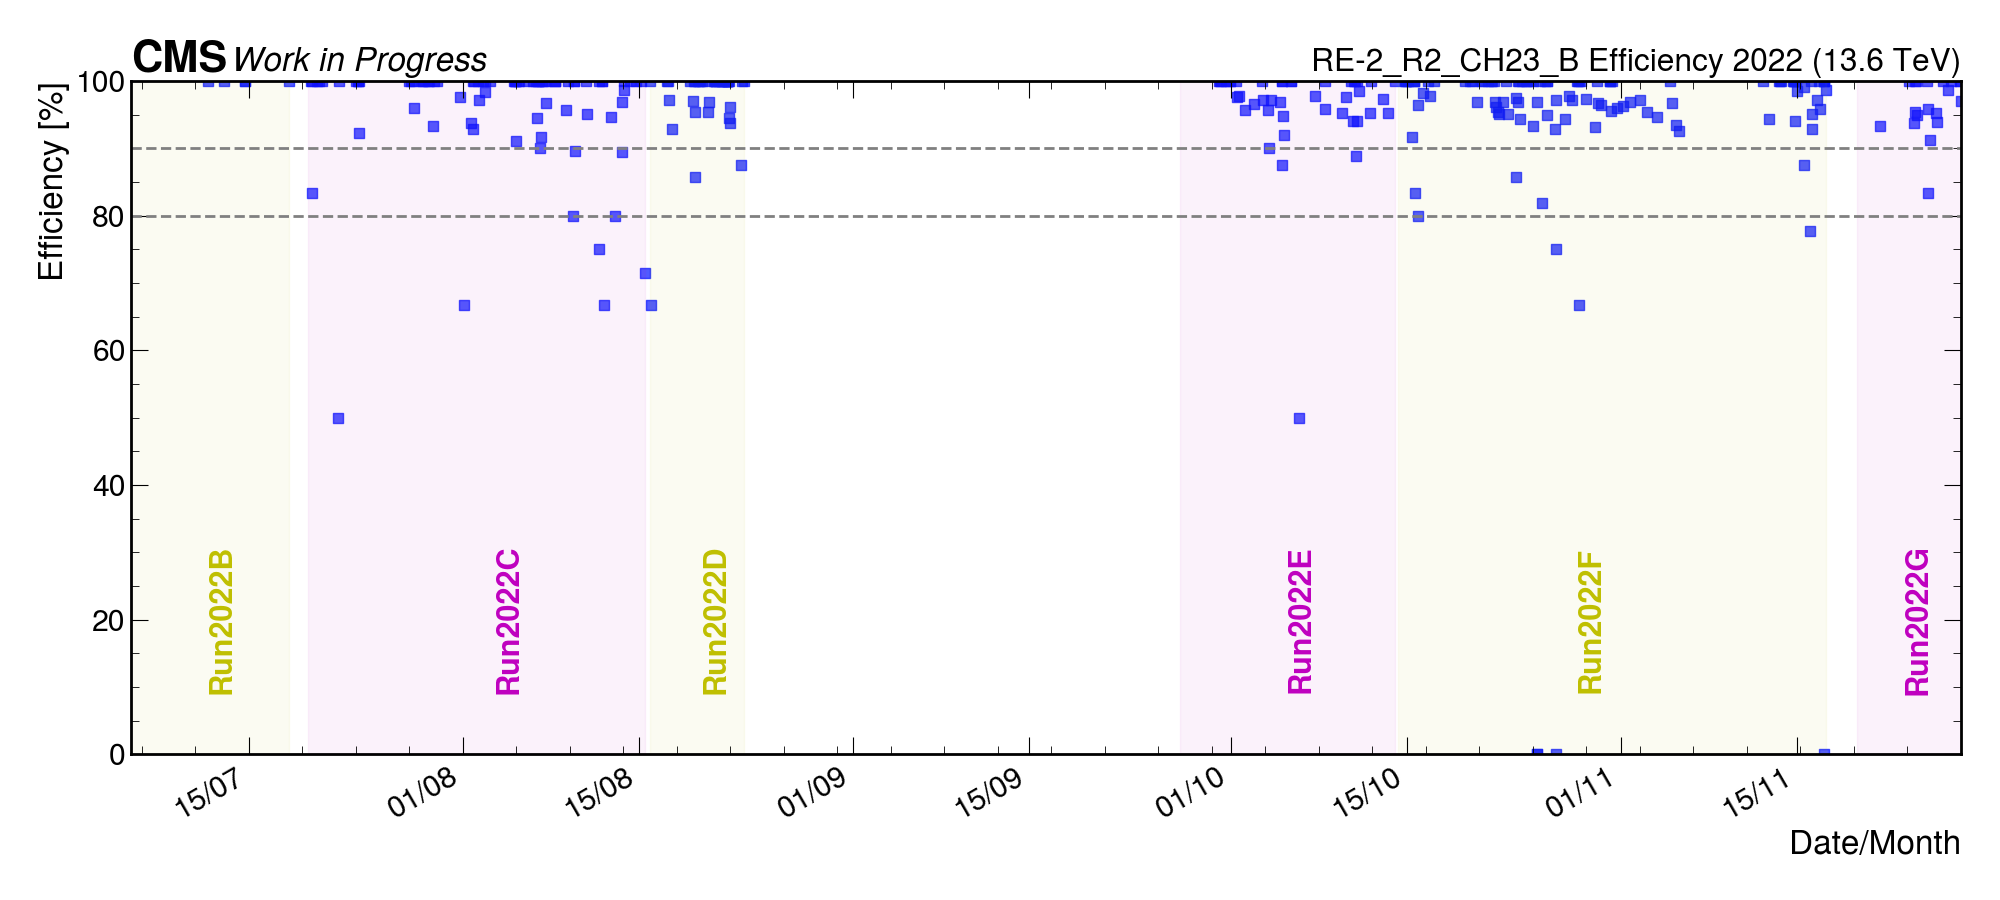 CMS Work in Progress
RE-2_R2_CH23_B Efficiency 2022 (13.6 TeV)
Efficiency [%]
100
80
60
40
20
0
Run2022B
Run2022C
Run2022D
Run2022E
Run2022F
Run2022G
15/07
01/08
15/08
01/09
15/09
01/10
15/10
01/11
15/11
Date/Month